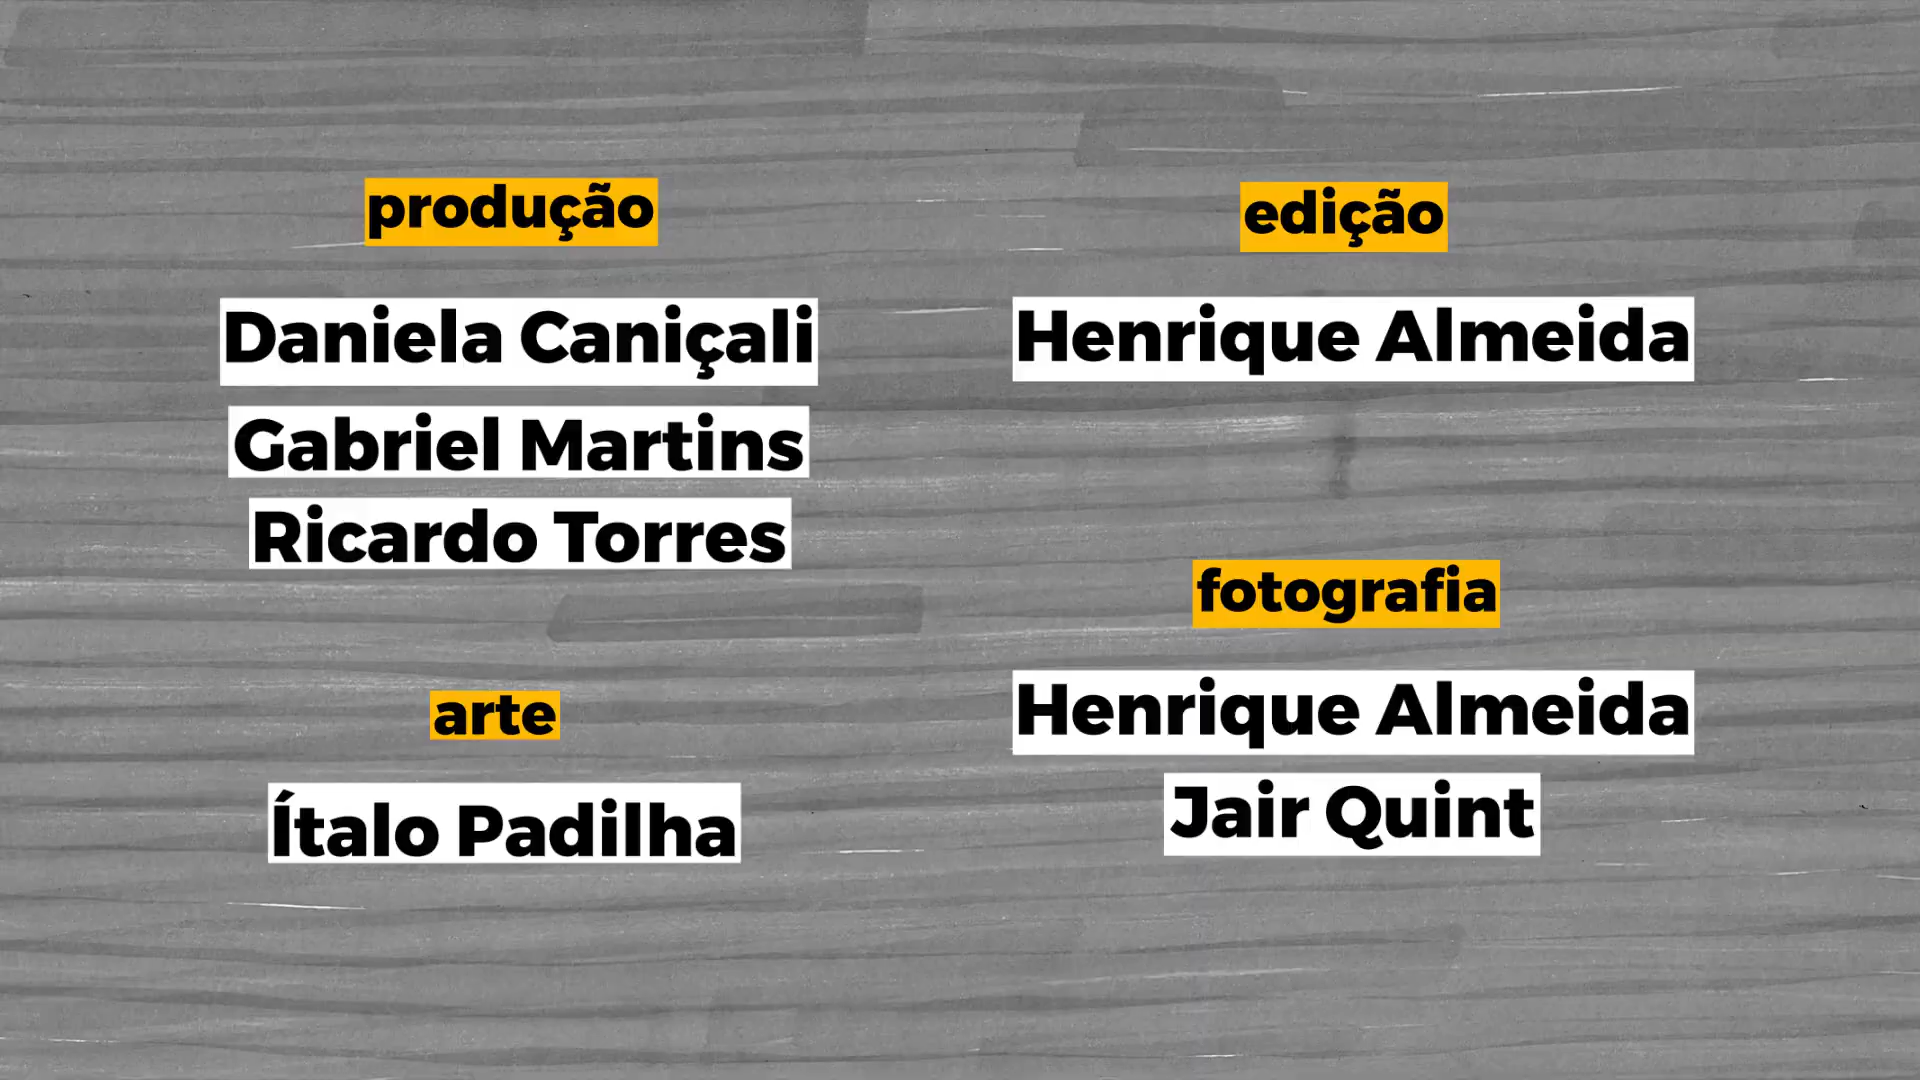 produção
Daniela Caniçali
Gabriel Martins
Ricardo Torres
arte
Ítalo Padilha
edição
Henrique Almeida
fotografia
Henrique Almeida
Jair Quint